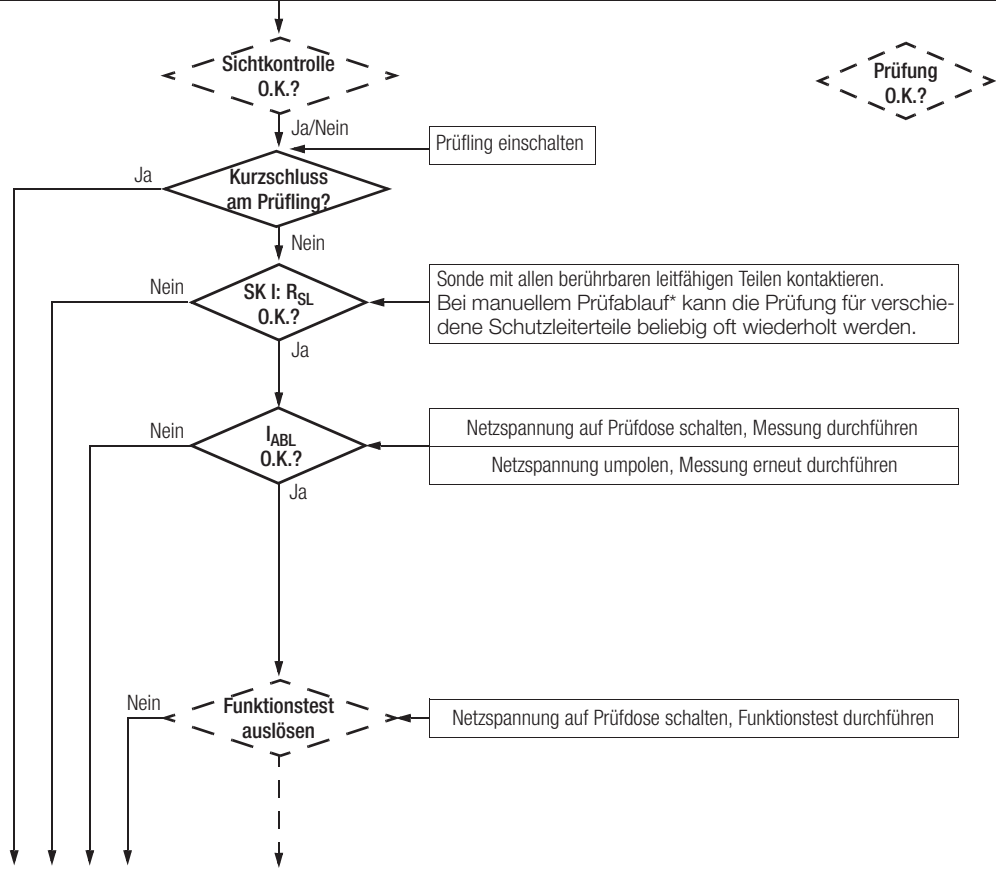 Sichtkontrolle
O.K.?
Prüfung
O.K.?
Ja/Nein
Prüfling einschalten
Ja
Kurzschluss
am Prüfling?
Nein
Nein
SK I: RSL
O.K.?
Sonde mit allen berührbaren leitfähigen Teilen kontaktieren.
Bei manuellem Prüfablauf* kann die Prüfung für verschie-
dene Schutzleiterteile beliebig oft wiederholt werden.
Ja
Nein
IABL
O.K.?
Netzspannung auf Prüfdose schalten, Messung durchführen
Netzspannung umpolen, Messung erneut durchführen
Ja
Nein
Funktionstest
auslösen
Netzspannung auf Prüfdose schalten, Funktionstest durchführen